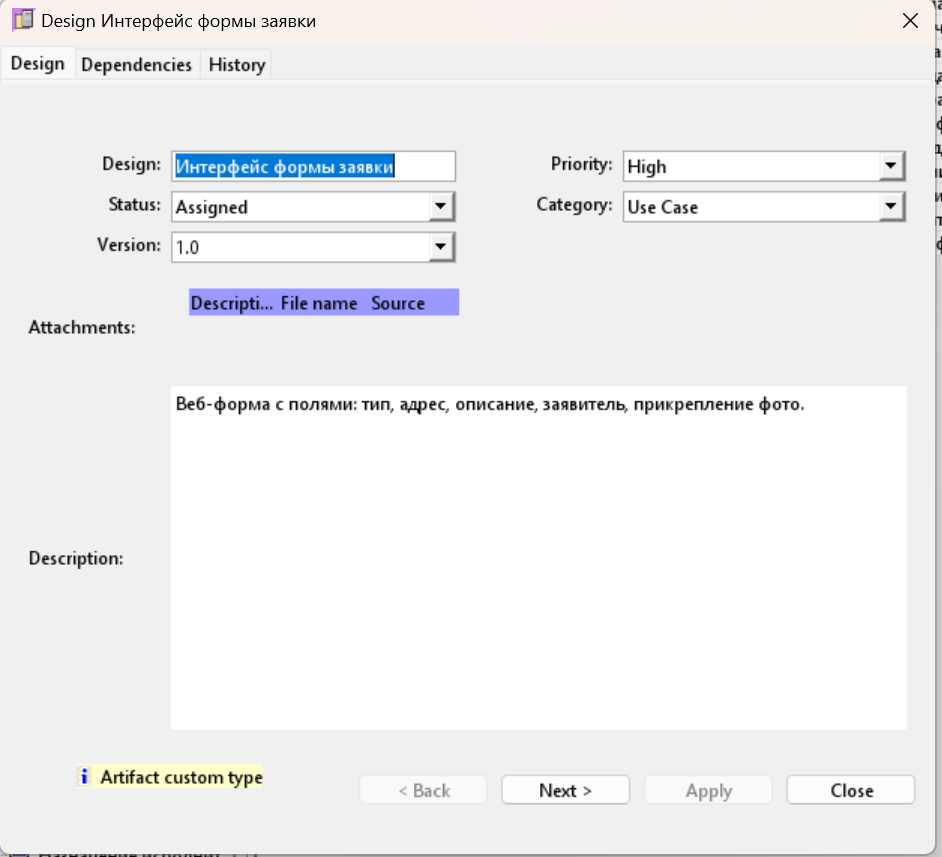 Design Интерфейс формы заявки
Design Dependencies History
Design: Интерфейс формы заявки Priority: High
Status: Assigned Category: Use Case
Version: 1.0
Descripti... File name Source
Attachments:
Веб-форма с полями: тип, адрес, описание, заявитель, прикрепление фото.
Description:
Artifact custom type
< Back Next > Apply Close